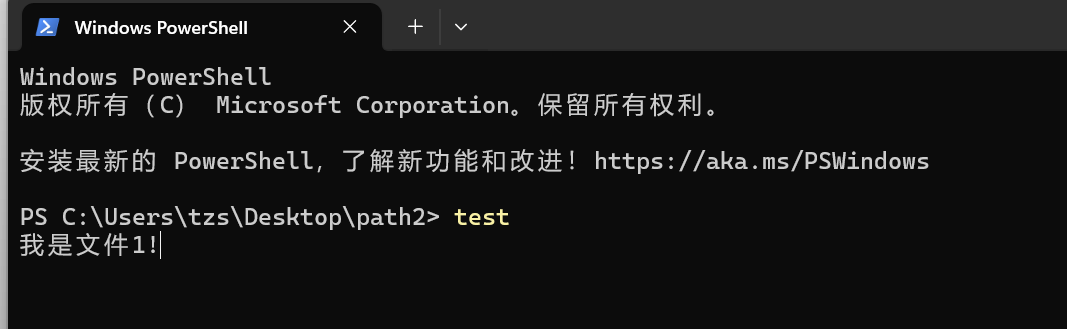 Windows PowerShell
Windows PowerShell
版权所有（C） Microsoft Corporation。保留所有权利。
安装最新的 PowerShell，了解新功能和改进！https://aka.ms/PSWindows
PS C:\Users\tzs\Desktop\path2> test
我是文件1!